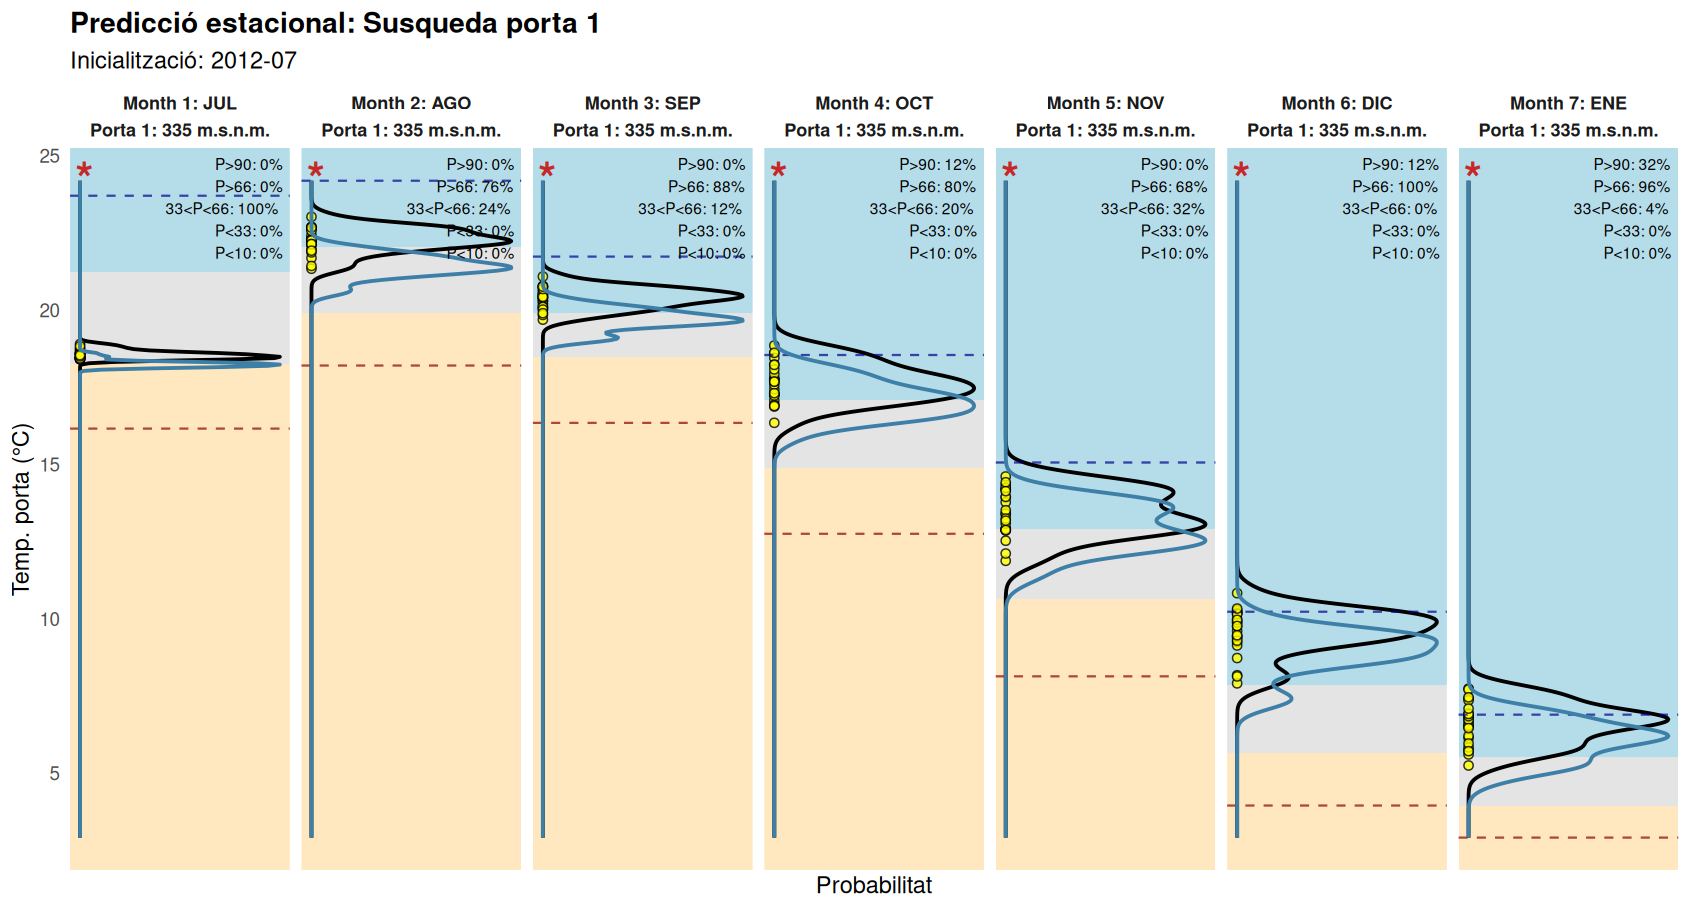 Predicció estacional: Susqueda porta 1
Inicialització: 2012-07
Month 1: JUL
Porta 1: 335 m.s.n.m.
Month 2: AGO
Porta 1: 335 m.s.n.m.
Month 3: SEP
Porta 1: 335 m.s.n.m.
Month 4: OCT
Porta 1: 335 m.s.n.m.
Month 5: NOV
Porta 1: 335 m.s.n.m.
Month 6: DIC
Porta 1: 335 m.s.n.m.
Month 7: ENE
Porta 1: 335 m.s.n.m.
Temp. porta (°C)
25
20
15
10
5
*
P>90: 0%
P>66: 0%
33<P<66: 100%
P<33: 0%
P<10: 0%
*
P>90: 0%
P>66: 76%
33<P<66: 24%
P<33: 0%
P<10: 0%
*
P>90: 0%
P>66: 88%
33<P<66: 12%
P<33: 0%
P<10: 0%
*
P>90: 12%
P>66: 80%
33<P<66: 20%
P<33: 0%
P<10: 0%
*
P>90: 0%
P>66: 68%
33<P<66: 32%
P<33: 0%
P<10: 0%
*
P>90: 12%
P>66: 100%
33<P<66: 0%
P<33: 0%
P<10: 0%
*
P>90: 32%
P>66: 96%
33<P<66: 4%
P<33: 0%
P<10: 0%
Probabilitat